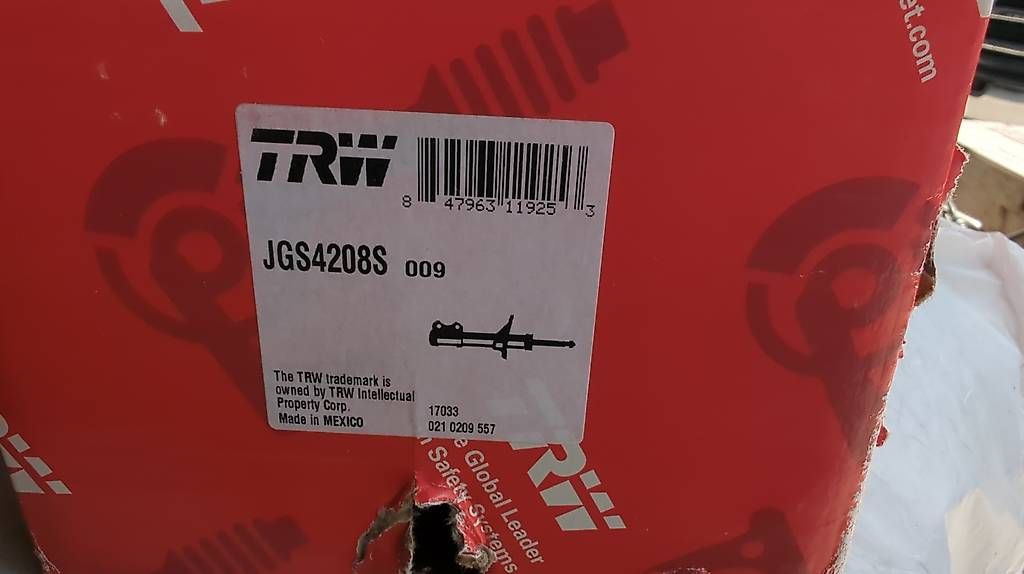 et.com
TRW
8 47963 11925 3
JGS4208S 009
The TRW trademark is
owned by TRW Intellectual
Property Corp.
Made in MEXICO
17033
021 0209 557
TRW
e Global Leader
n Safety Systems